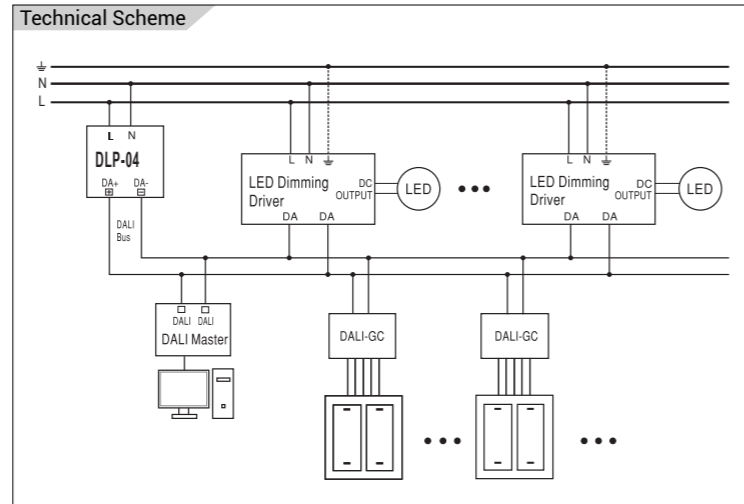 Technical Scheme
N
L
L N
DLP-04
DA+ DA-
DALI
Bus
L N
LED Dimming
Driver
DC
OUTPUT
LED
DA DA
L N
LED Dimming
Driver
DC
OUTPUT
LED
DA DA
DALI DALI
DALI Master
DALI-GC
DALI-GC